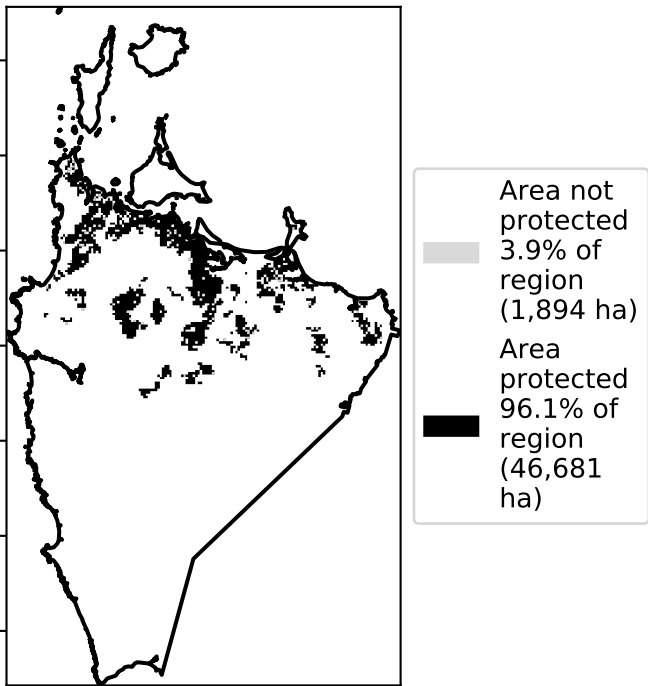 Area not
protected
3.9% of
region
(1,894 ha)
Area
protected
96.1% of
region
(46,681
ha)